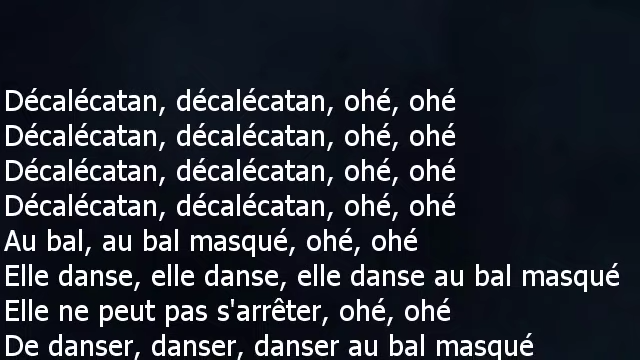 Décalécatan, décalécatan, ohé, ohé
Décalécatan, décalécatan, ohé, ohé
Décalécatan, décalécatan, ohé, ohé
Décalécatan, décalécatan, ohé, ohé
Au bal, au bal masqué, ohé, ohé
Elle danse, elle danse, elle danse au bal masqué
Elle ne peut pas s'arrêter, ohé, ohé
De danser, danser, danser au bal masqué